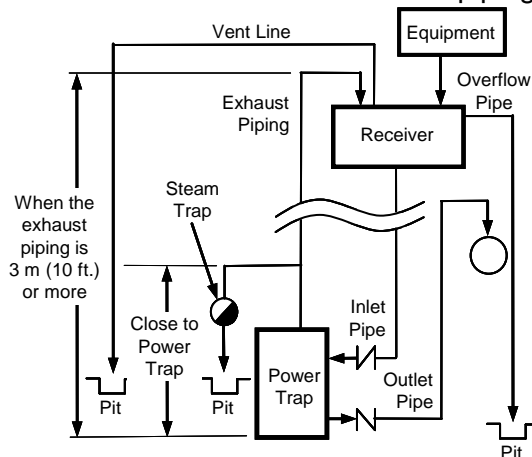 piping
Vent Line
Equipment
Exhaust
Piping
Overflow
Pipe
Receiver
Steam
Trap
When the
exhaust
piping is
3 m (10 ft.)
or more
Close to
Power
Trap
Inlet
Pipe
Power
Trap
Outlet
Pipe
Pit
Pit
Pit